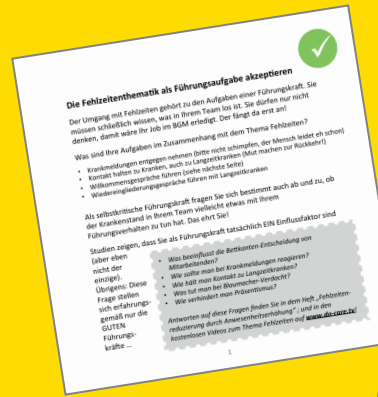 Die Fehlzeitenthematik als Führungsaufgabe akzeptieren
Der Umgang mit Fehlzeiten gehört zu den Aufgaben einer Führungskraft. Sie
müssen schließlich wissen, was in Ihrem Team los ist. Sie dürfen nur nicht
denken, damit wäre Ihr Job im BGM erledigt. Der fängt da erst an!
Was sind Ihre Aufgaben im Zusammenhang mit dem Thema Fehlzeiten?
• Krankmeldungen entgegen nehmen (bitte nicht schimpfen, der Mensch leidet eh schon)
• Kontakt halten zu Kranken, auch zu Langzeitkranken (Mut machen zur Rückkehr!)
• Willkommensgespräche führen (siehe nächste Seite)
• Wiedereingliederungsgespräche führen mit Langzeitkranken
Als selbstkritische Führungskraft fragen Sie sich bestimmt auch ab und zu, ob
der Krankenstand in Ihrem Team vielleicht etwas mit Ihrem
Führungsverhalten zu tun hat. Das ehrt Sie!
Studien zeigen, dass Sie als Führungskraft tatsächlich EIN Einflussfaktor sind
(aber eben
nicht der
einzige).
Übrigens: Diese
Frage stellen
sich erfahrungs-
gemäß nur die
GUTEN
Führungs-
kräfte ...
• Was beeinflusst die Bettkanten-Entscheidung von
Mitarbeitenden?
• Wie sollte man bei Krankmeldungen reagieren?
• Wie hält man Kontakt zu Langzeitkranken?
• Was tut man bei Blaumacher-Verdacht?
• Wie verhindert man Präsentismus?
Antworten auf diese Fragen finden Sie in dem Heft „Fehlzeiten-
reduzierung durch Anwesenheitserhöhung“; und in den
kostenlosen Videos zum Thema Fehlzeiten auf www.do-care.tv!
1